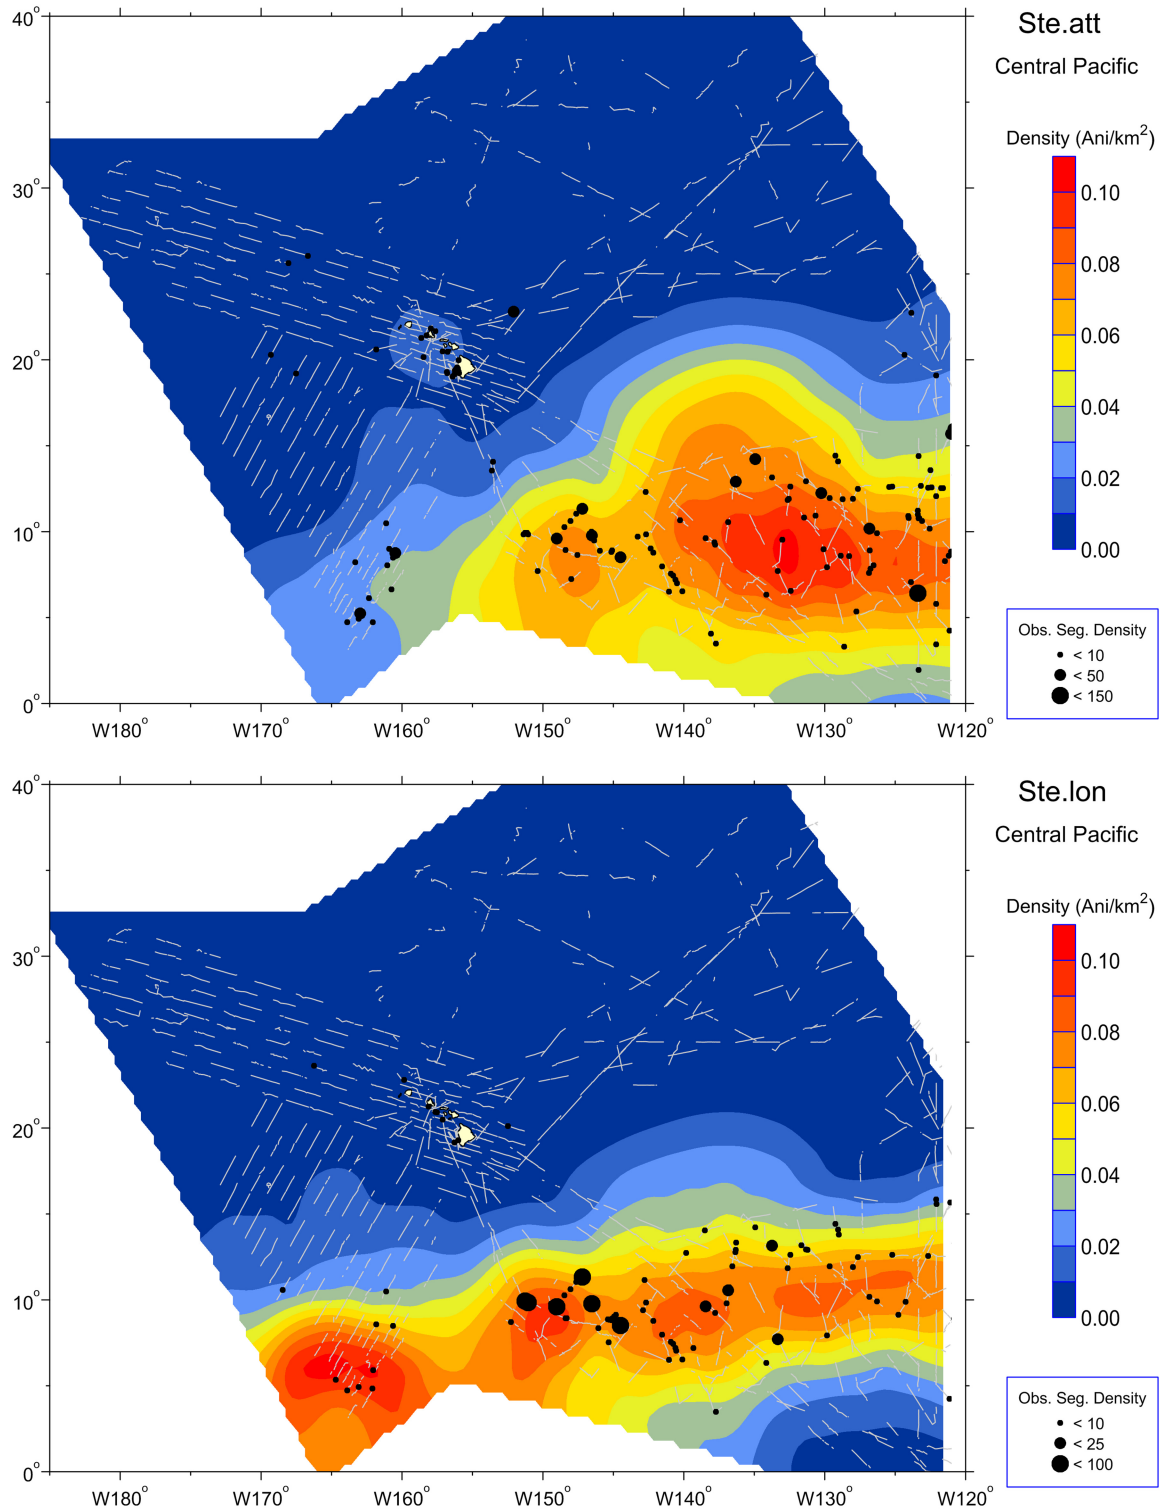 Ste.att
Central Pacific
Density (Ani/km²)
0.10
0.08
0.06
0.04
0.02
0.00
Obs. Seg. Density
< 10
< 50
< 150
40°
30°
20°
10°
0°
W180° W170° W160° W150° W140° W130° W120°
Ste.lon
Central Pacific
Density (Ani/km²)
0.10
0.08
0.06
0.04
0.02
0.00
Obs. Seg. Density
< 10
< 25
< 100
40°
30°
20°
10°
0°
W180° W170° W160° W150° W140° W130° W120°